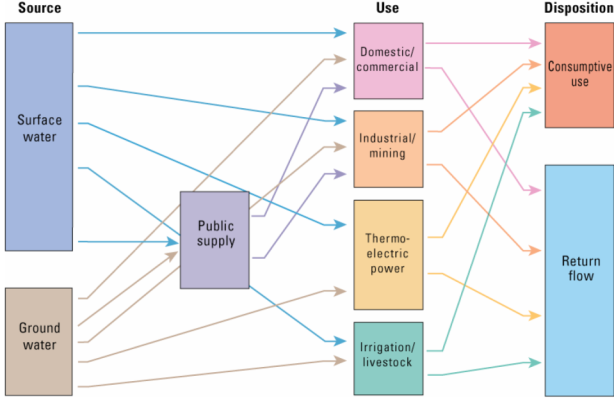 Source
Use
Disposition
Surface
water
Ground
water
Public
supply
Domestic/
commercial
Industrial/
mining
Thermo-
electric
power
Irrigation/
livestock
Consumptive
use
Return
flow